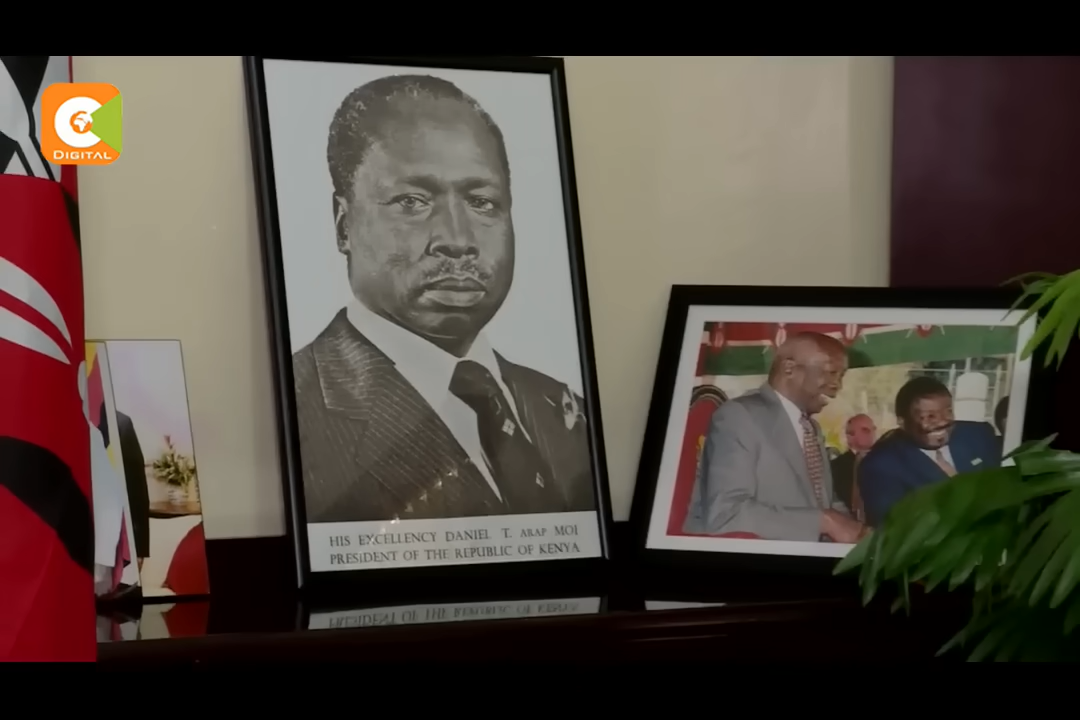 DIGITAL
HIS EXCELLENCY DANIEL T. ARAP MOI
PRESIDENT OF THE REPUBLIC OF KENYA